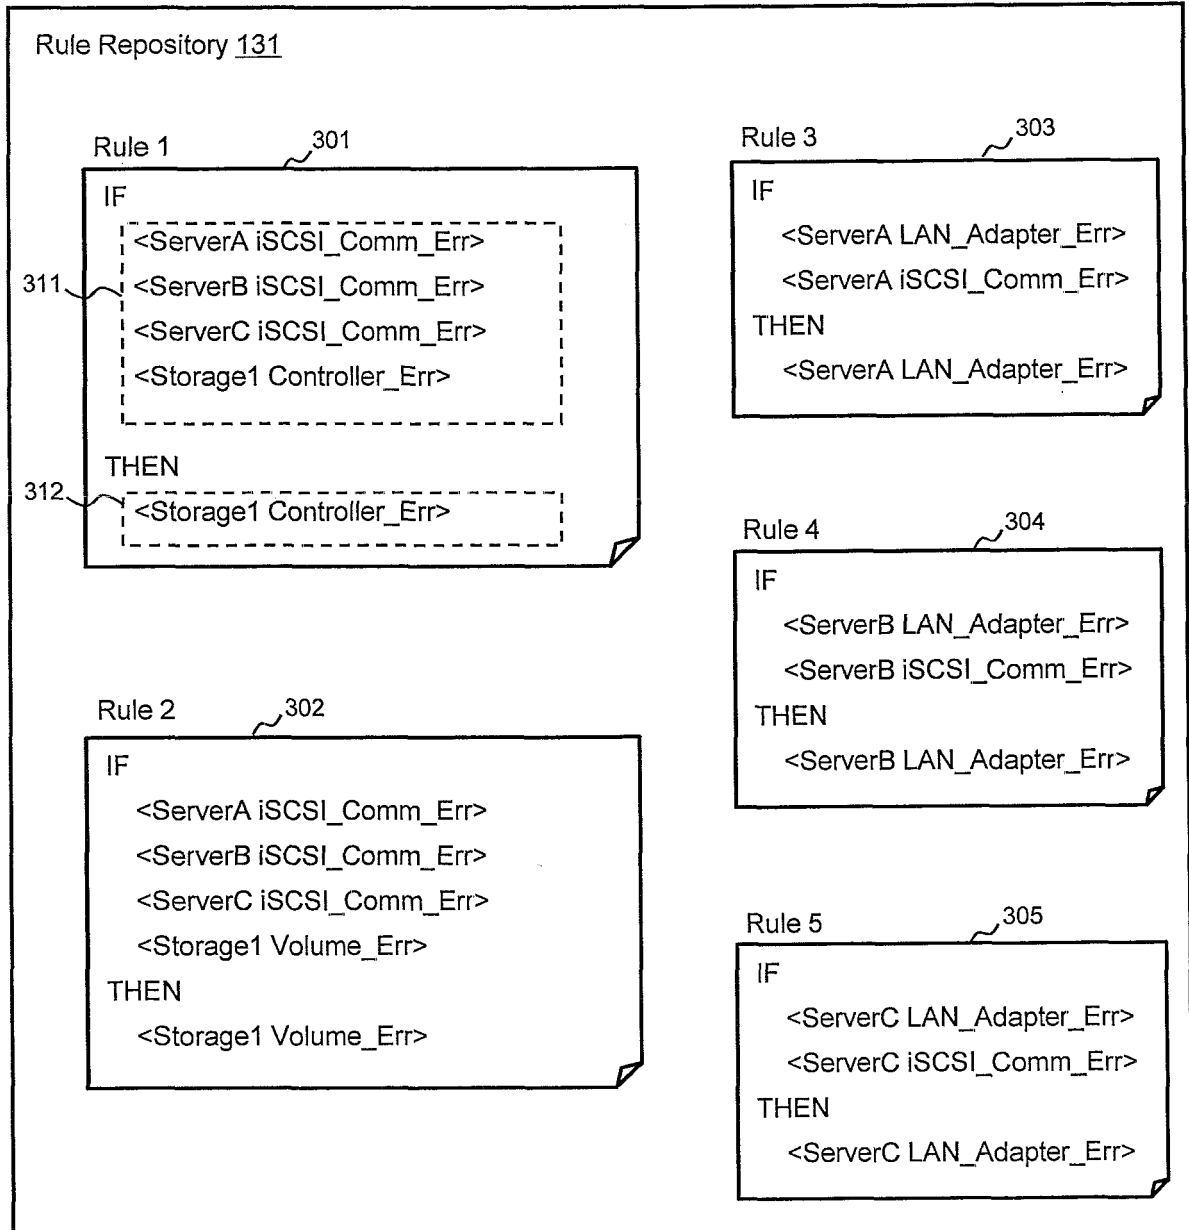 Rule Repository 131
Rule 1
301
IF
311
<ServerA iSCSI_Comm_Err>
<ServerB iSCSI_Comm_Err>
<ServerC iSCSI_Comm_Err>
<Storage1 Controller_Err>
THEN
312
<Storage1 Controller_Err>
Rule 2
302
IF
<ServerA iSCSI_Comm_Err>
<ServerB iSCSI_Comm_Err>
<ServerC iSCSI_Comm_Err>
<Storage1 Volume_Err>
THEN
<Storage1 Volume_Err>
Rule 3
303
IF
<ServerA LAN_Adapter_Err>
<ServerA iSCSI_Comm_Err>
THEN
<ServerA LAN_Adapter_Err>
Rule 4
304
IF
<ServerB LAN_Adapter_Err>
<ServerB iSCSI_Comm_Err>
THEN
<ServerB LAN_Adapter_Err>
Rule 5
305
IF
<ServerC LAN_Adapter_Err>
<ServerC iSCSI_Comm_Err>
THEN
<ServerC LAN_Adapter_Err>